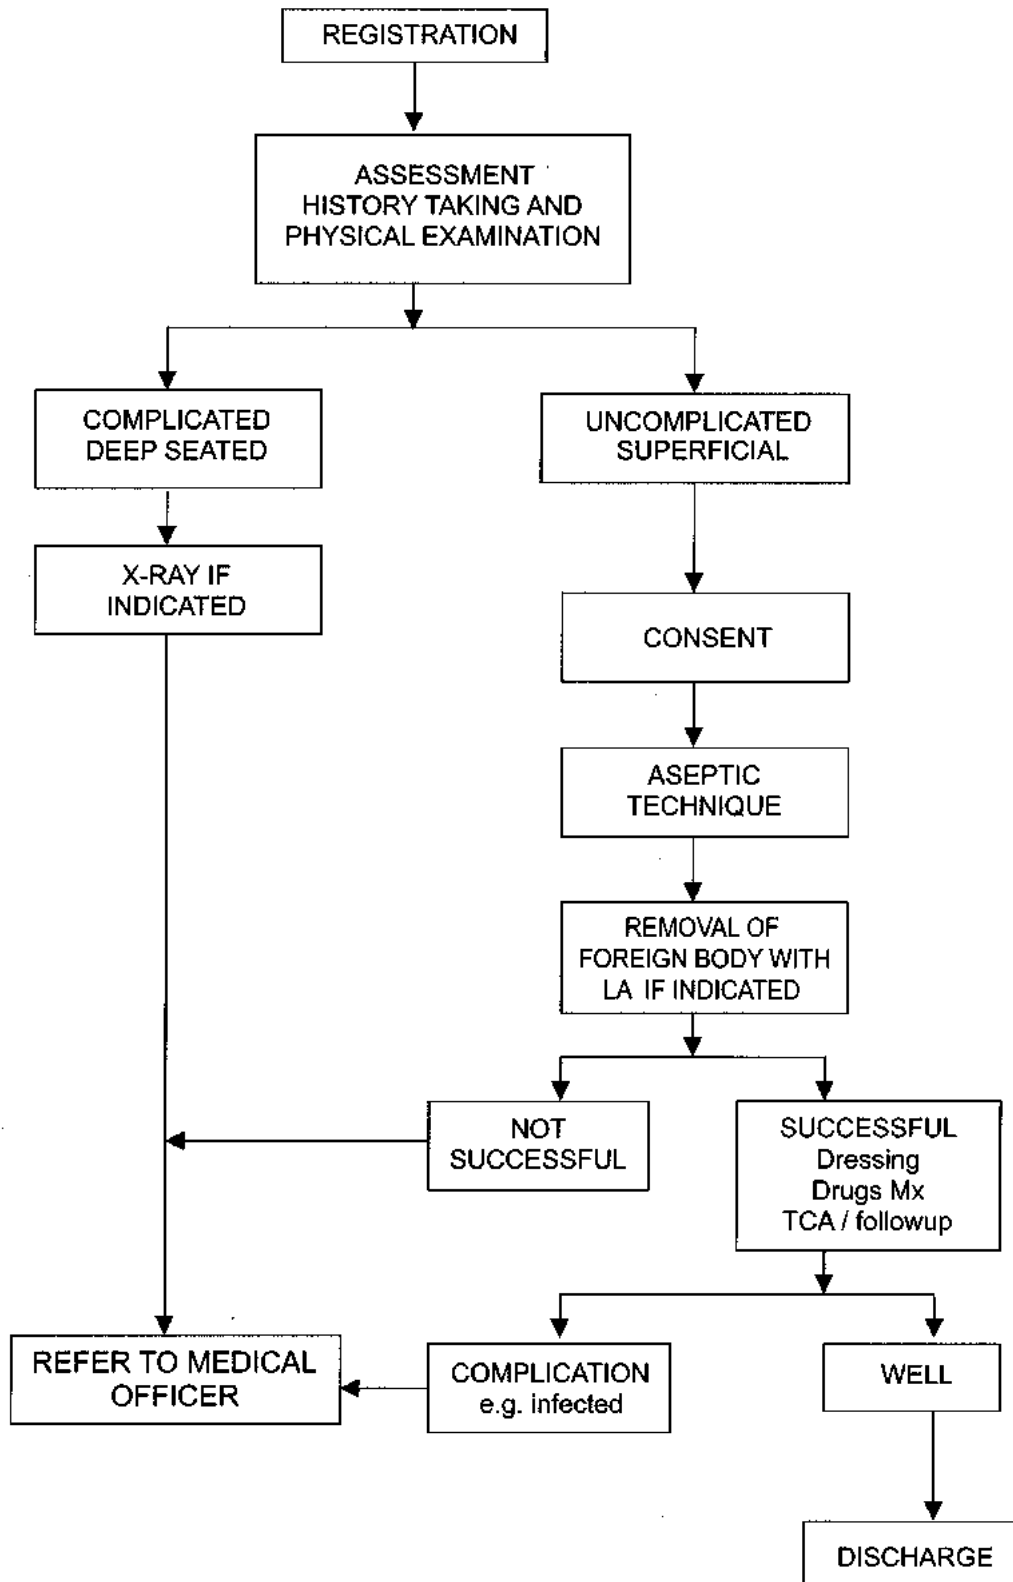 REGISTRATION
ASSESSMENT
HISTORY TAKING AND
PHYSICAL EXAMINATION
COMPLICATED
DEEP SEATED
UNCOMPLICATED
SUPERFICIAL
X-RAY IF
INDICATED
CONSENT
ASEPTIC
TECHNIQUE
REMOVAL OF
FOREIGN BODY WITH
LA IF INDICATED
NOT
SUCCESSFUL
SUCCESSFUL
Dressing
Drugs Mx
TCA / followup
REFER TO MEDICAL
OFFICER
COMPLICATION
e.g. infected
WELL
DISCHARGE